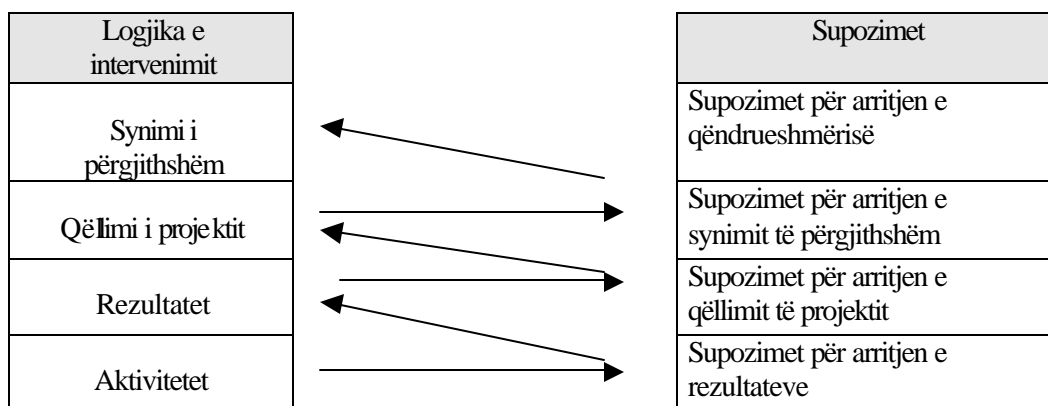 Logjika e
intervenimit
Supozimet
Synimi i
përgjithshëm
Supozimet për arritjen e
qëndrueshmërisë
Qëllimi i projektit
Supozimet për arritjen e
synimit të përgjithshëm
Rezultatet
Supozimet për arritjen e
qëllimit të projektit
Aktivitetet
Supozimet për arritjen e
rezultateve